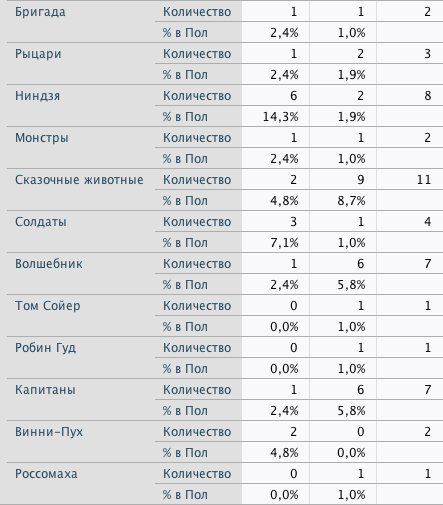 Бригада Количество 1 1 2
% в Пол 2,4% 1,0%
Рыцари Количество 1 2 3
% в Пол 2,4% 1,9%
Ниндзя Количество 6 2 8
% в Пол 14,3% 1,9%
Монстры Количество 1 1 2
% в Пол 2,4% 1,0%
Сказочные животные Количество 2 9 11
% в Пол 4,8% 8,7%
Солдаты Количество 3 1 4
% в Пол 7,1% 1,0%
Волшебник Количество 1 6 7
% в Пол 2,4% 5,8%
Том Сойер Количество 0 1 1
% в Пол 0,0% 1,0%
Робин Гуд Количество 0 1 1
% в Пол 0,0% 1,0%
Капитаны Количество 1 6 7
% в Пол 2,4% 5,8%
Винни-Пух Количество 2 0 2
% в Пол 4,8% 0,0%
Россомаха Количество 0 1 1
% в Пол 0,0% 1,0%